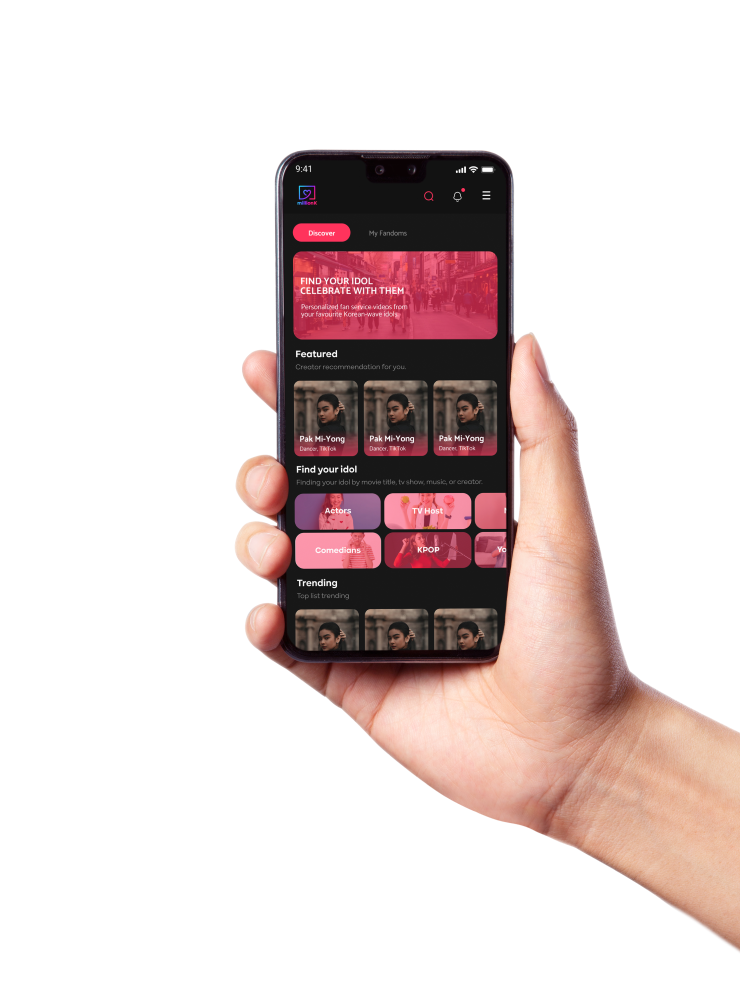 9:41
millionK
Discover
My Fandoms
FIND YOUR IDOL
CELEBRATE WITH THEM
Personalized fan service videos from
your favourite Korean-wave idols.
Featured
Creator recommendation for you.
Pak Mi-Yong
Dancer, TikTok
Pak Mi-Yong
Dancer, TikTok
Pak Mi-Yong
Dancer, TikTok
Find your idol
Finding your idol by movie title, tv show, music, or creator.
Actors
TV Host
Comedians
KPOP
Yo
Trending
Top list trending